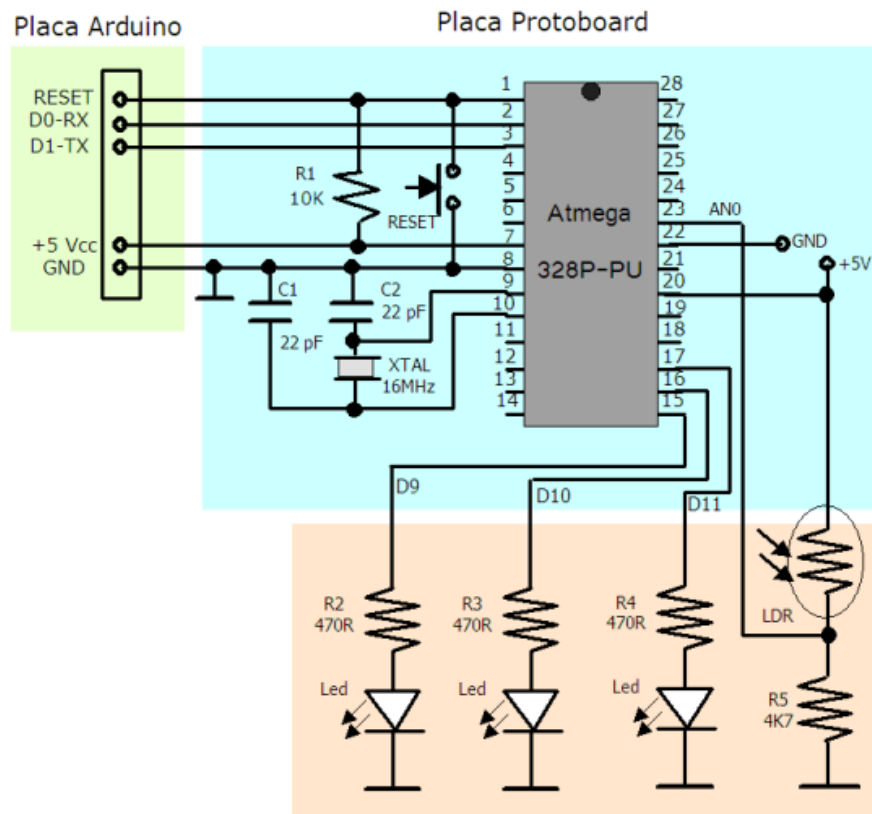 Placa Arduino
Placa Protoboard
RESET
D0-RX
D1-TX
+5 Vcc
GND
1
2
3
4
5
6
7
8
9
10
11
12
13
14
28
27
26
25
24
23
22
21
20
19
18
17
16
15
Atmega
328P-PU
R1
10K
RESET
C1
22 pF
C2
22 pF
XTAL
16MHz
AN0
GND
+5V
D9
D10
D11
R2
470R
R3
470R
R4
470R
LDR
Led
Led
Led
R5
4K7